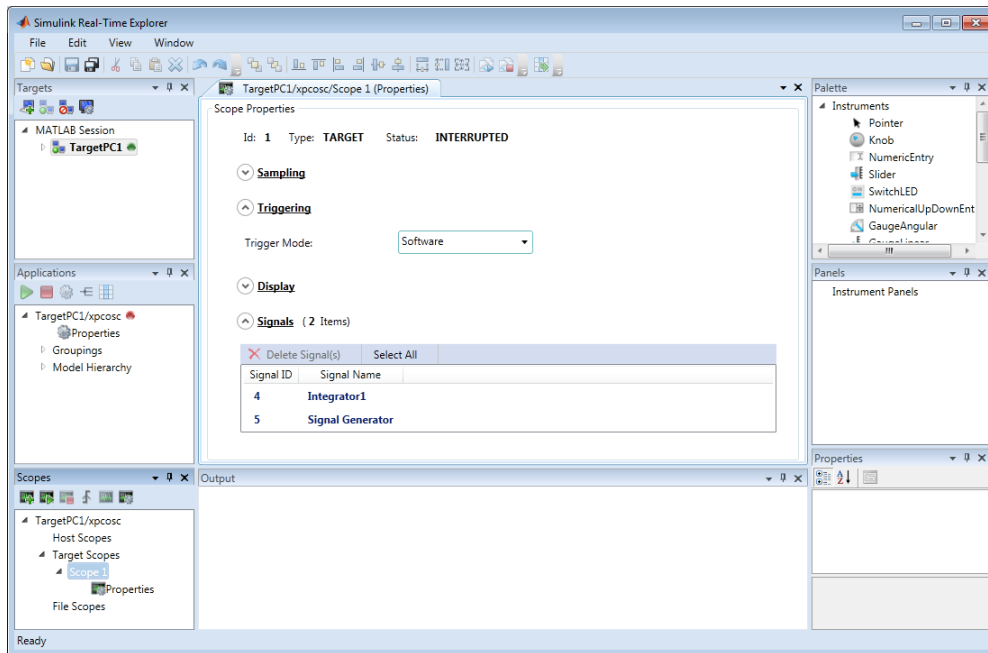 Simulink Real-Time Explorer
File Edit View Window
Targets
MATLAB Session
TargetPC1
Applications
TargetPC1/xpcosc
Properties
Groupings
Model Hierarchy
Scopes
TargetPC1/xpcosc
Host Scopes
Target Scopes
Scope 1
Properties
File Scopes
TargetPC1/xpcosc/Scope 1 (Properties)
Scope Properties
Id: 1 Type: TARGET Status: INTERRUPTED
Sampling
Triggering
Trigger Mode: Software
Display
Signals ( 2 Items)
Delete Signal(s) Select All
Signal ID Signal Name
4 Integrator1
5 Signal Generator
Output
Palette
Instruments
Pointer
Knob
NumericEntry
Slider
SwitchLED
NumericalUpDownEnt
GaugeAngular
GaugeLinear
Panels
Instrument Panels
Properties
Ready